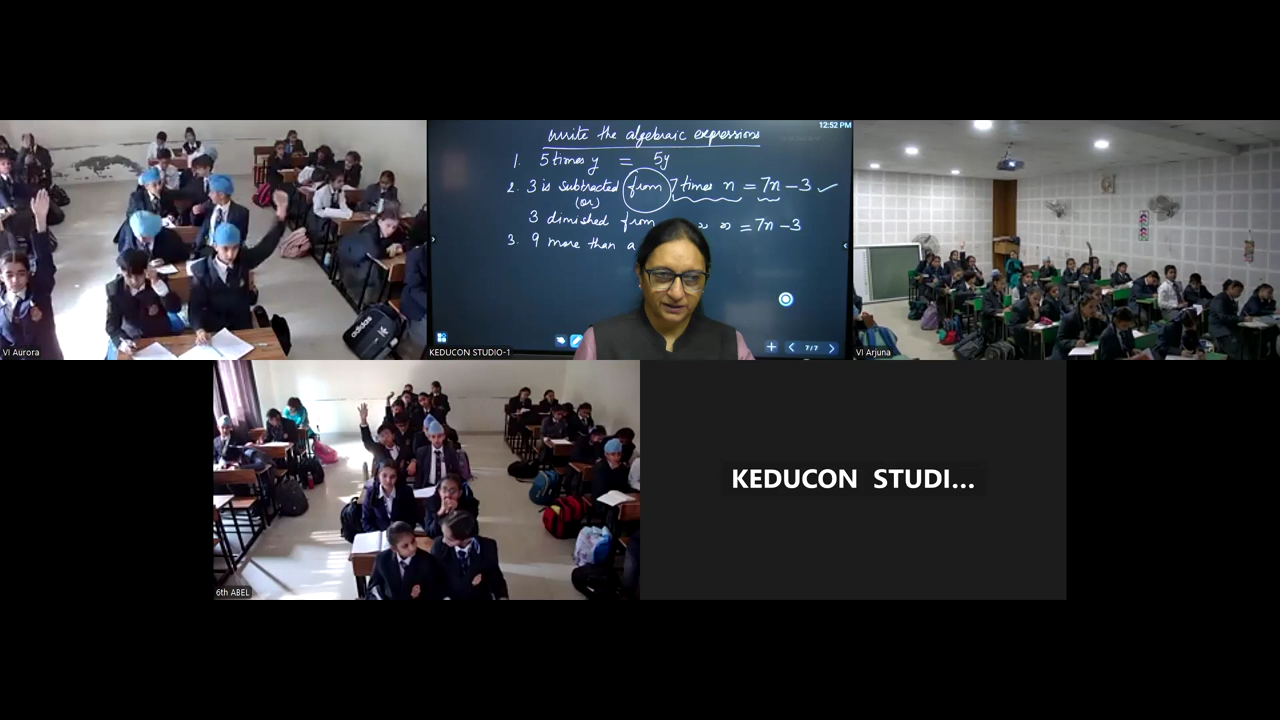 12:52 PM
write the algebraic expressions
1. 5 times y = 5y
2. 3 is subtracted from 7 times n = 7n - 3 ✓
(or)
3 diminished from n = 7n - 3
3. 9 more than a
7/7
adidas
VI Aurora
KEDUCON STUDIO-1
VI Arjuna
6th ABEL
KEDUCON STUDI...